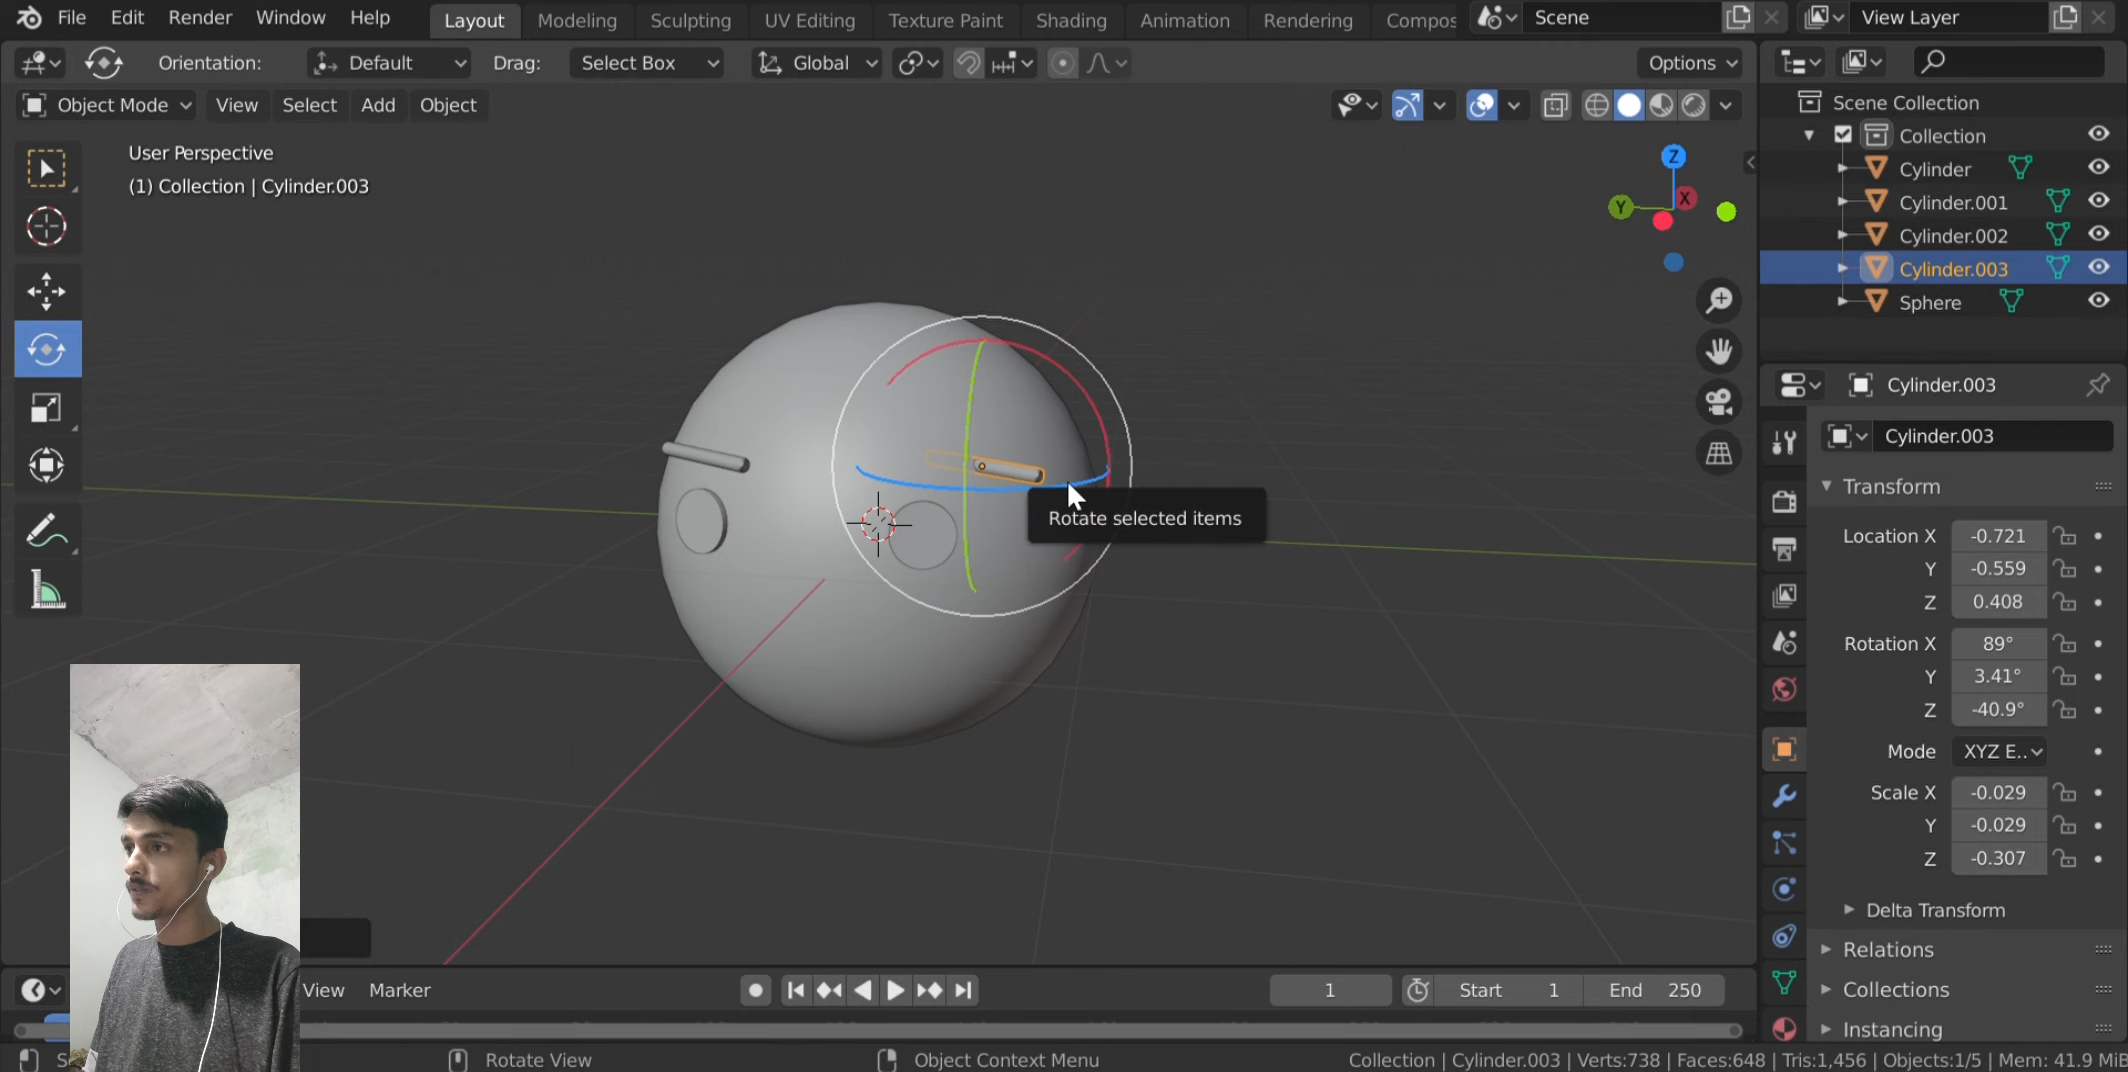 File Edit Render Window Help Layout Modeling Sculpting UV Editing Texture Paint Shading Animation Rendering Compos Scene View Layer
Orientation: Default Drag: Select Box Global Options
Object Mode View Select Add Object
User Perspective
(1) Collection | Cylinder.003
Z
Y X
Rotate selected items
Scene Collection
Collection
Cylinder
Cylinder.001
Cylinder.002
Cylinder.003
Sphere
Cylinder.003
Cylinder.003
Transform
Location X -0.721
Y -0.559
Z 0.408
Rotation X 89°
Y 3.41°
Z -40.9°
Mode XYZ E..
Scale X -0.029
Y -0.029
Z -0.307
Delta Transform
Relations
Collections
Instancing
View Marker 1 Start 1 End 250
Rotate View Object Context Menu Collection | Cylinder.003 | Verts:738 | Faces:648 | Tris:1,456 | Objects:1/5 | Mem: 41.9 MiB